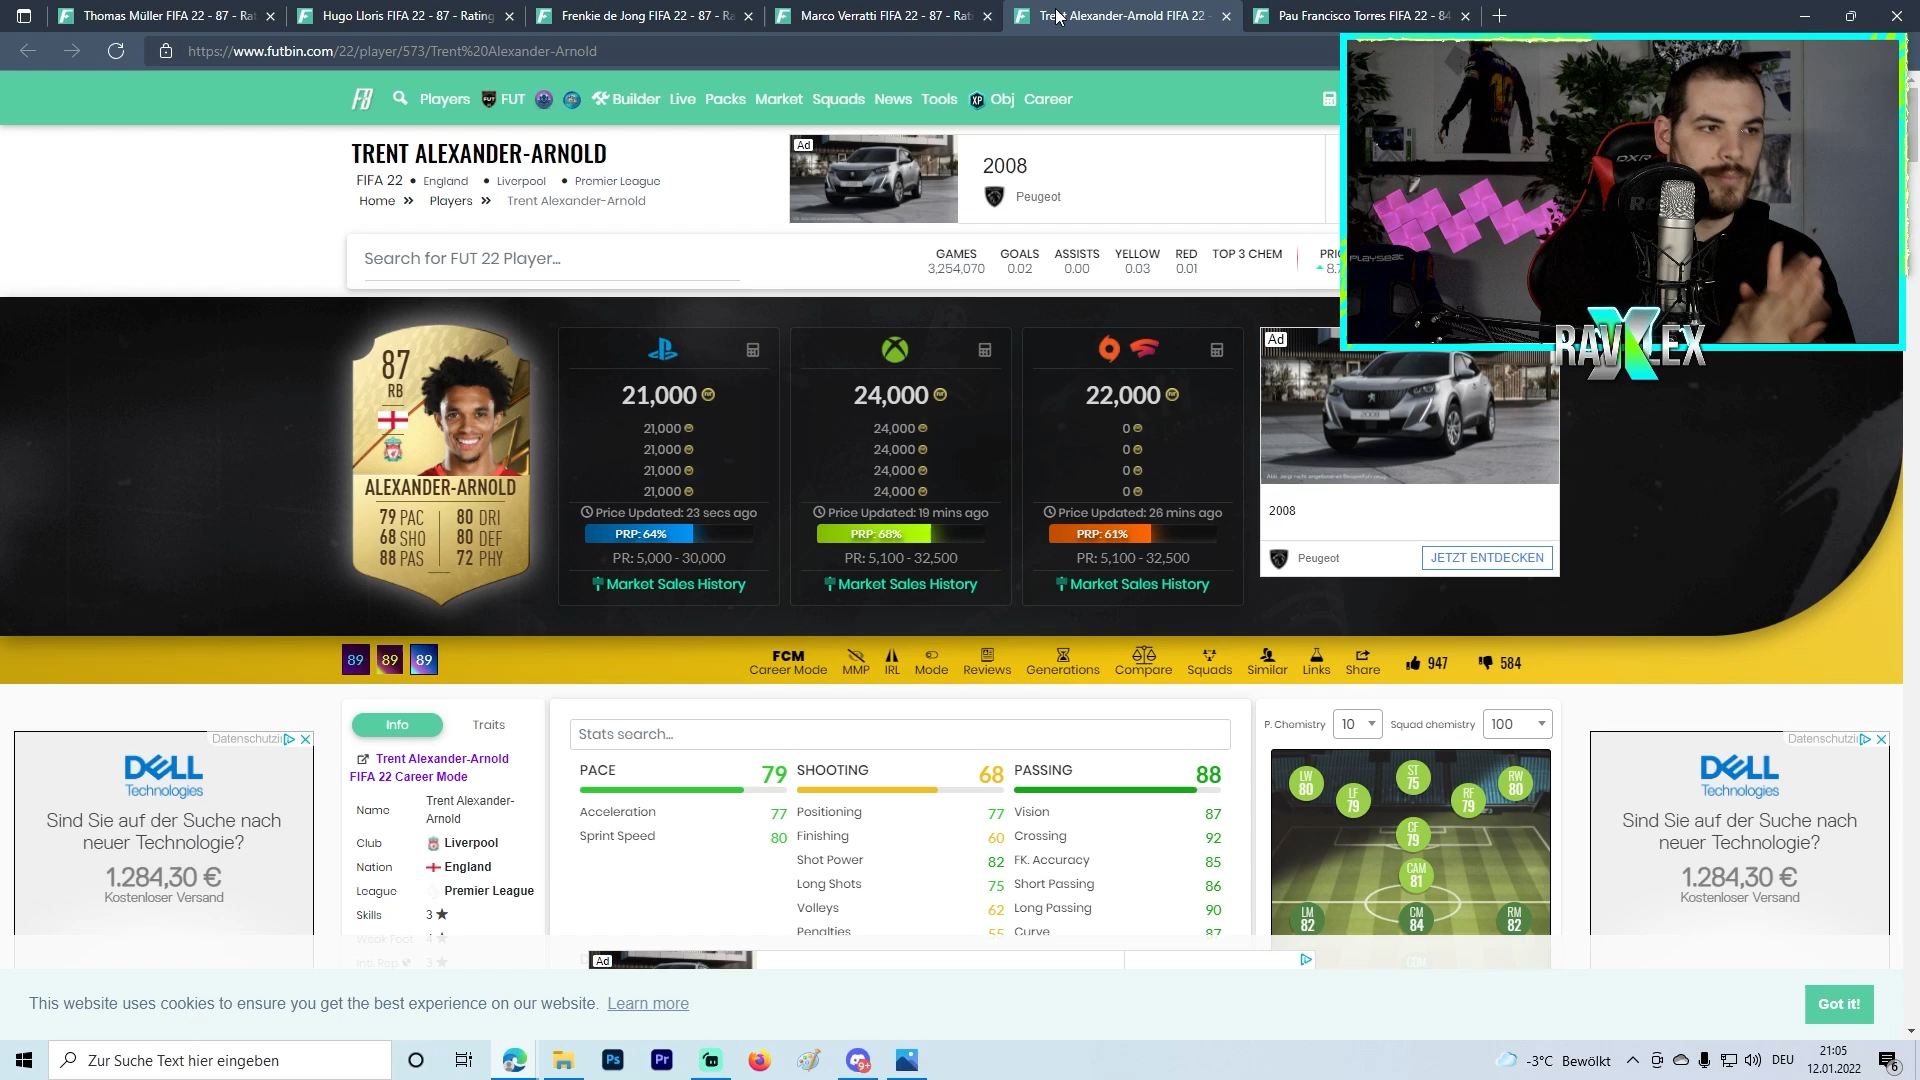 Thomas Müller FIFA 22 - 87 - Rat
Hugo Lloris FIFA 22 - 87 - Rating
Frenkie de Jong FIFA 22 - 87 - Ra
Marco Verratti FIFA 22 - 87 - Rati
Trent Alexander-Arnold FIFA 22 -
Pau Francisco Torres FIFA 22 - 84
https://www.futbin.com/22/player/573/Trent%20Alexander-Arnold
FB Players FUT Builder Live Packs Market Squads News Tools XP Obj Career
TRENT ALEXANDER-ARNOLD
FIFA 22 • England • Liverpool • Premier League
Home » Players » Trent Alexander-Arnold
Ad
2008
Peugeot
Search for FUT 22 Player...
GAMES GOALS ASSISTS YELLOW RED TOP 3 CHEM
3,254,070 0.02 0.00 0.03 0.01
PLAYSEAT
RAVXLEX
87
RB
ALEXANDER-ARNOLD
79 PAC 80 DRI
68 SHO 80 DEF
88 PAS 72 PHY
21,000
21,000
21,000
21,000
21,000
Price Updated: 23 secs ago
PRP: 64%
PR: 5,000 - 30,000
Market Sales History
24,000
24,000
24,000
24,000
24,000
Price Updated: 19 mins ago
PRP: 68%
PR: 5,100 - 32,500
Market Sales History
22,000
0
0
0
0
Price Updated: 26 mins ago
PRP: 61%
PR: 5,100 - 32,500
Market Sales History
Ad
2008
Peugeot
JETZT ENTDECKEN
89 89 89
FCM
Career Mode MMP IRL Mode Reviews Generations Compare Squads Similar Links Share 947 584
Info Traits
Trent Alexander-Arnold
FIFA 22 Career Mode
Name Trent Alexander-
Arnold
Club Liverpool
Nation England
League Premier League
Skills 3
Weak Foot 4
Intl. Rep 3
Stats search...
PACE 79
Acceleration 77
Sprint Speed 80
SHOOTING 68
Positioning 77
Finishing 60
Shot Power 82
Long Shots 75
Volleys 62
Penalties 55
PASSING 88
Vision 87
Crossing 92
FK. Accuracy 85
Short Passing 86
Long Passing 90
Curve 87
P. Chemistry 10 Squad chemistry 100
LW
80
LF
79
ST
75
RF
79
RW
80
CF
79
CAM
81
LM
82
CM
84
RM
82
DELL
Technologies
Sind Sie auf der Suche nach
neuer Technologie?
1.284,30 €
Kostenloser Versand
DELL
Technologies
Sind Sie auf der Suche nach
neuer Technologie?
1.284,30 €
Kostenloser Versand
Ad
This website uses cookies to ensure you get the best experience on our website. Learn more
Got it!
Zur Suche Text hier eingeben
Ps
Pr
-3°C Bewölkt
DEU
21:05
12.01.2022
6